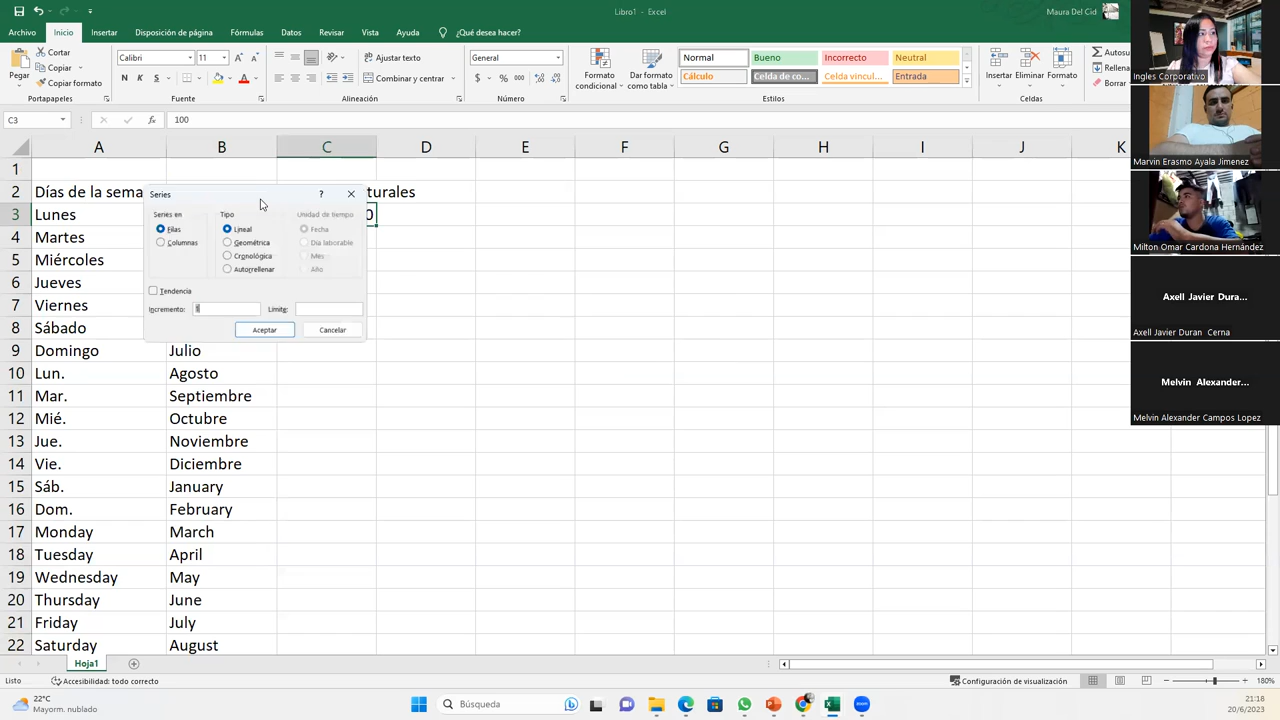 Libro1 - Excel
Maura Del Cid
Archivo
Inicio
Insertar
Disposición de página
Fórmulas
Datos
Revisar
Vista
Ayuda
¿Qué desea hacer?
Cortar
Copiar
Copiar formato
Pegar
Portapapeles
Calibri
11
N
K
S
Fuente
Ajustar texto
Combinar y centrar
Alineación
General
$
%
000
Número
Formato condicional
Dar formato como tabla
Normal
Bueno
Incorrecto
Neutral
Cálculo
Celda de co...
Celda vincul...
Entrada
Estilos
Insertar
Eliminar
Formato
Celdas
Autosu
Rellena
Borrar
C3
fx
100
A
B
C
D
E
F
G
H
I
J
K
1
2 Días de la sema
turales
3 Lunes
0
4 Martes
5 Miércoles
6 Jueves
7 Viernes
8 Sábado
9 Domingo Julio
10 Lun. Agosto
11 Mar. Septiembre
12 Mié. Octubre
13 Jue. Noviembre
14 Vie. Diciembre
15 Sáb. January
16 Dom. February
17 Monday March
18 Tuesday April
19 Wednesday May
20 Thursday June
21 Friday July
22 Saturday August
Series
?
Series en
Filas
Columnas
Tipo
Lineal
Geométrica
Cronológica
Autorrellenar
Unidad de tiempo
Fecha
Día laborable
Mes
Año
Tendencia
Incremento:
1
Límite:
Aceptar
Cancelar
Ingles Corporativo
Marvin Erasmo Ayala Jimenez
Milton Omar Cardona Hernández
Axell Javier Dura...
Axell Javier Duran Cerna
Melvin Alexander...
Melvin Alexander Campos Lopez
Hoja1
Listo
Accesibilidad: todo correcto
Configuración de visualización
180%
22°C
Mayorm. nublado
Búsqueda
zoom
21:18
20/6/2023